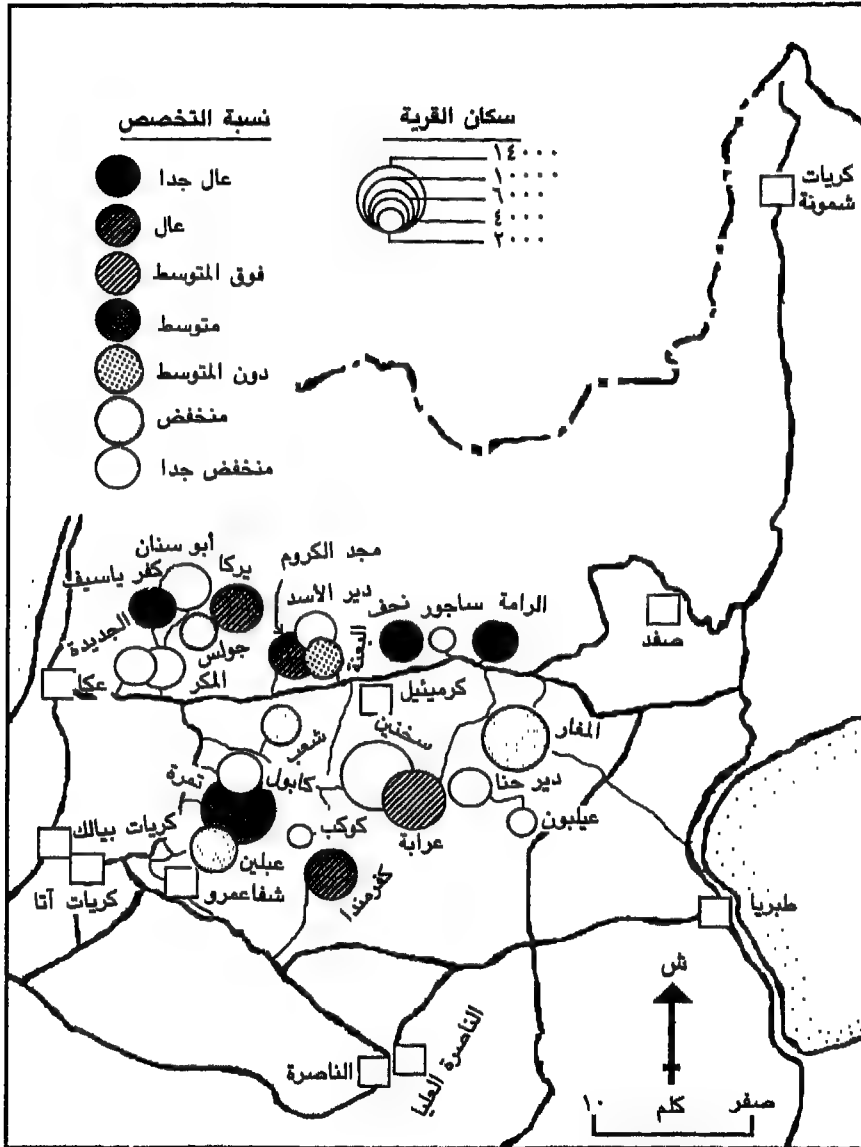 نسبة التخصص
عال جدا
عال
فوق المتوسط
متوسط
دون المتوسط
منخفض
منخفض جدا
سكان القرية
١٤٠٠٠
١٠٠٠٠
٦٠٠٠
٤٠٠٠
٢٠٠٠
كريات
شمونة
أبو سنان
كفر ياسيف
يركا
الجديدة
جولس
المكر
عكا
مجد الكروم
دير الأسد
البعنة
نحف
ساجور
الرامة
صفد
كرميئيل
سخنين
شعب
كابول
تمرة
المغار
دير حنا
عيلبون
عرابة
كوكب
كفرمندا
عبلين
شفاعمرو
كريات بيالك
كريات آتا
طبريا
الناصرة
الناصرة العليا
ش
١٠ كلم صفر